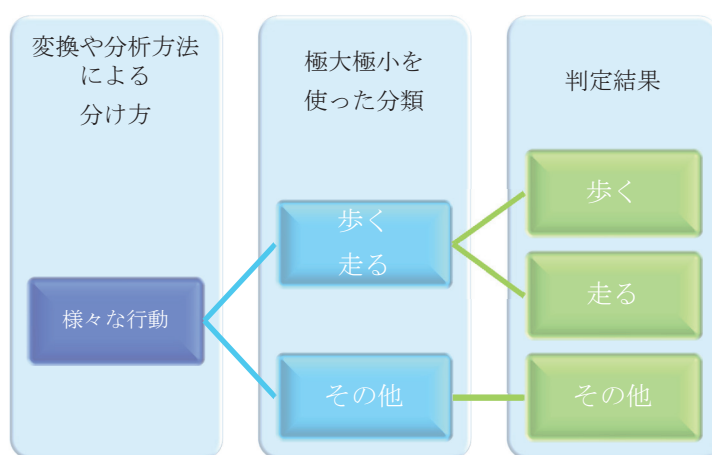 変換や分析方法
による
分け方
様々な行動
極大極小を
使った分類
歩く
走る
その他
判定結果
歩く
走る
その他